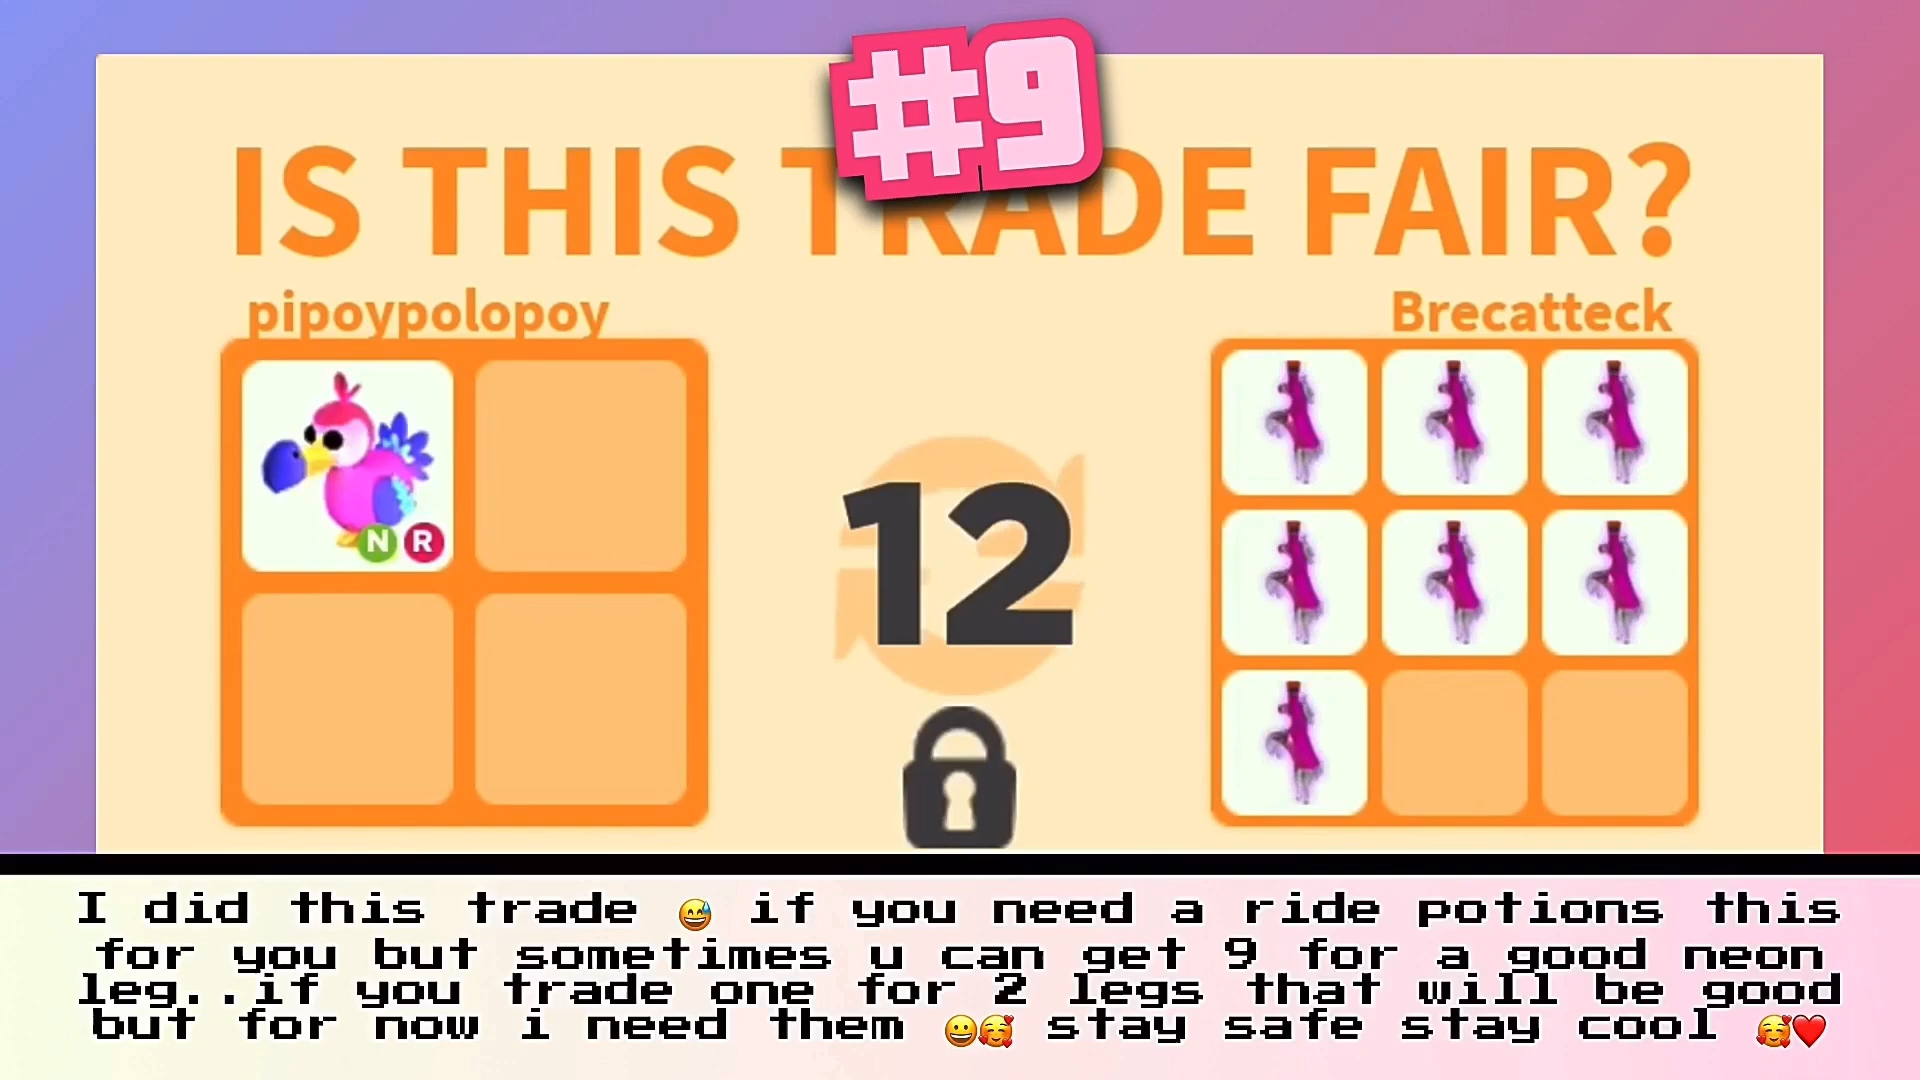 #9
IS THIS TRADE FAIR?
pipoypolopoy
Brecatteck
N R
12
I did this trade 😅 if you need a ride potions this
for you but sometimes u can get 9 for a good neon
leg..if you trade one for 2 legs that will be good
but for now i need them 😀🥰 stay safe stay cool 🥰❤️